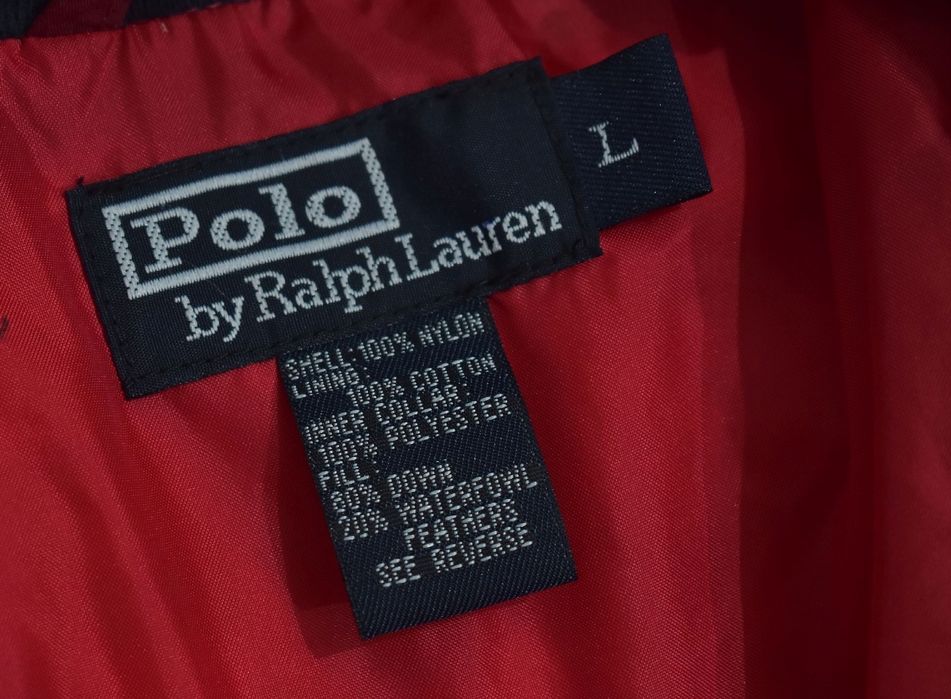 Polo
by Ralph Lauren
L
SHELL: 100% NYLON
LINING:
100% COTTON
INNER COLLAR:
100% POLYESTER
FILL:
80% DOWN
20% WATERFOWL
FEATHERS
SEE REVERSE